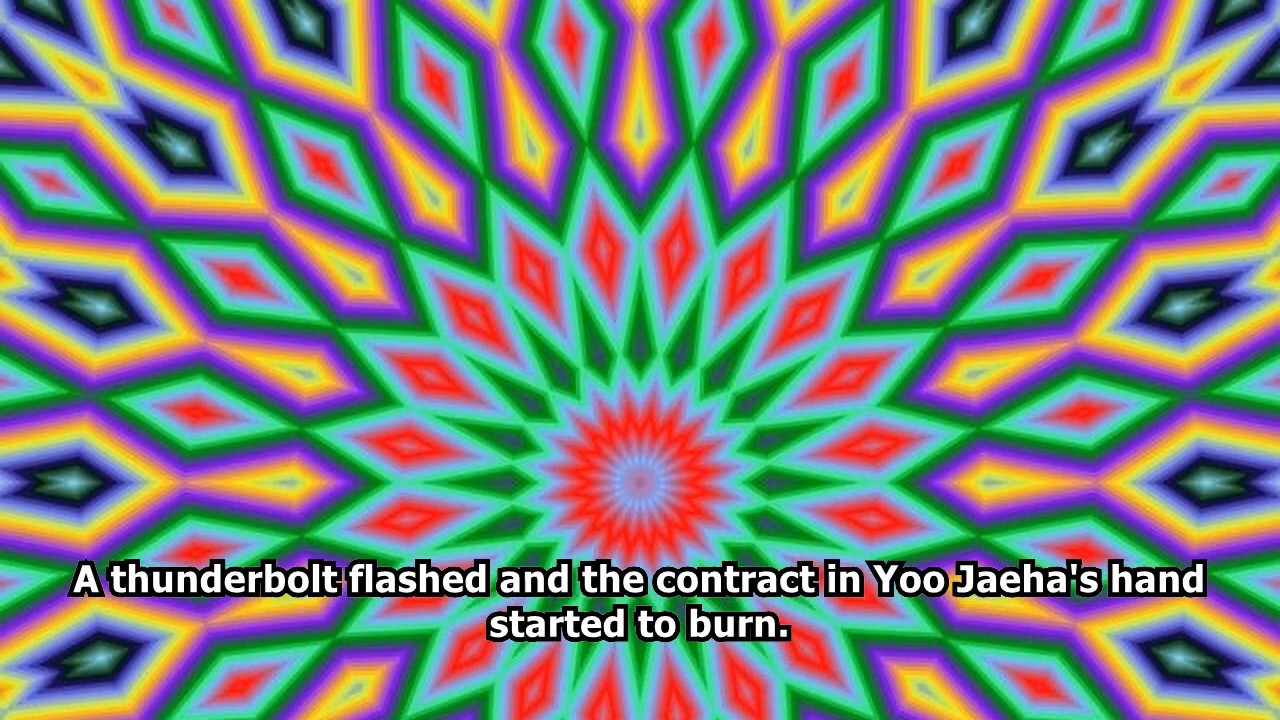 A thunderbolt flashed and the contract in Yoo Jaeha's hand
started to burn.